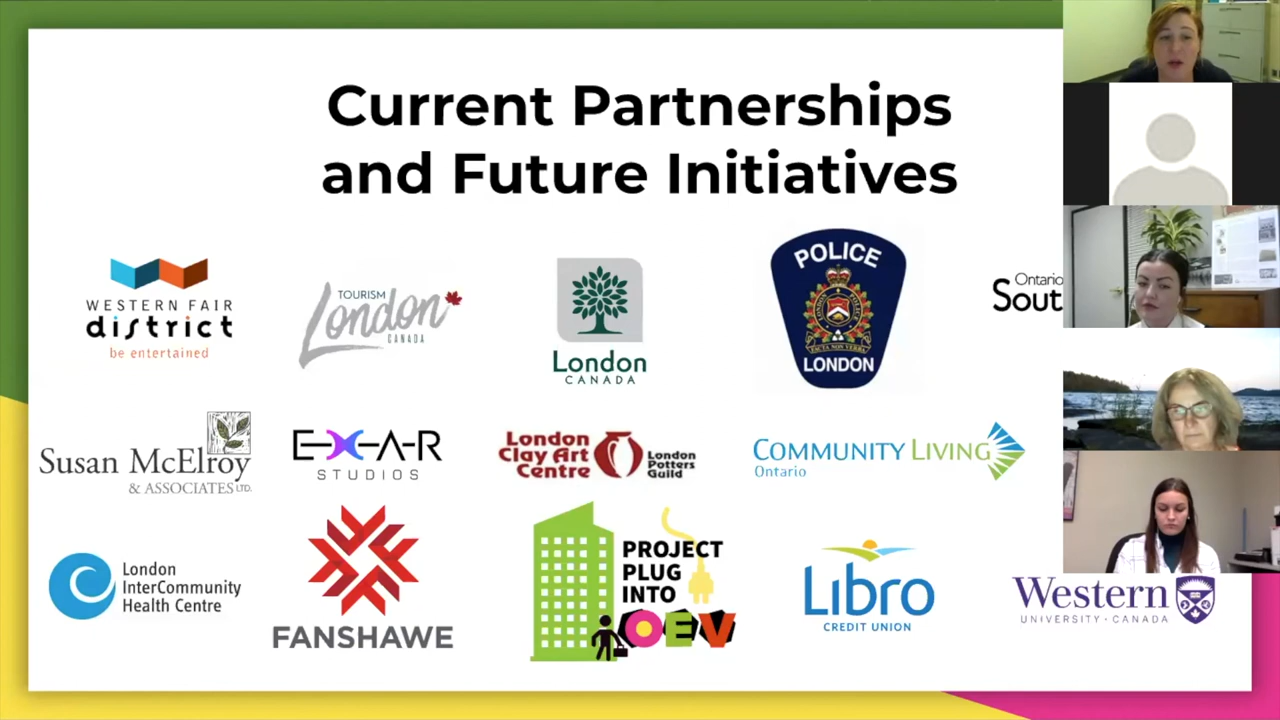 Current Partnerships
and Future Initiatives
WESTERN FAIR
district
be entertained
TOURISM
London
CANADA
London
CANADA
POLICE
LONDON
Ontario
Sout
Susan McElroy
& ASSOCIATES LTD.
EXAR
STUDIOS
London
Clay Art
Centre
London
Potters
Guild
COMMUNITY LIVING
Ontario
London
InterCommunity
Health Centre
FANSHAWE
PROJECT
PLUG
INTO
OEV
Libro
CREDIT UNION
Western
UNIVERSITY · CANADA